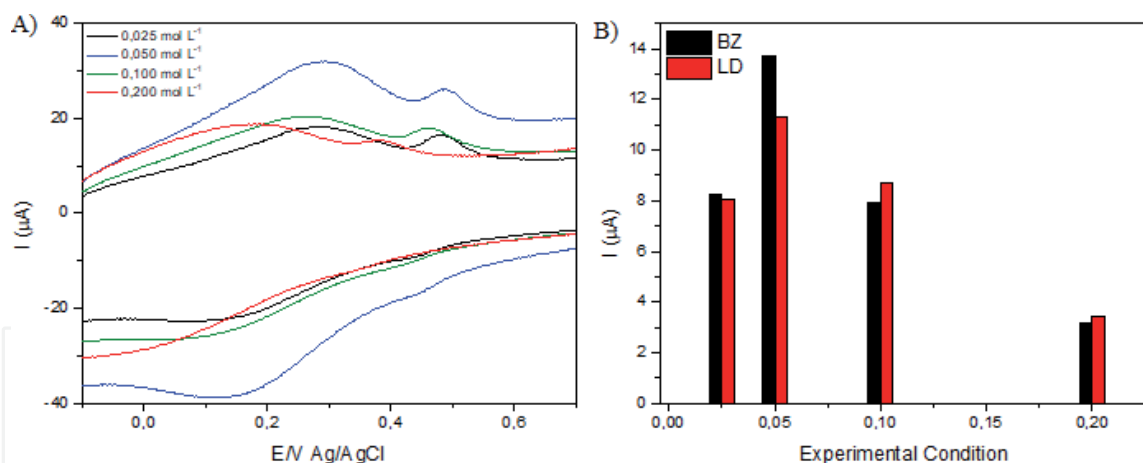 A)
40
20
0
-20
-40
I (µA)
0,025 mol L⁻¹
0,050 mol L⁻¹
0,100 mol L⁻¹
0,200 mol L⁻¹
0,0
0,2
0,4
0,6
E/V Ag/AgCl
B)
14
12
10
8
6
4
2
0
I (µA)
BZ
LD
0,00
0,05
0,10
0,15
0,20
Experimental Condition